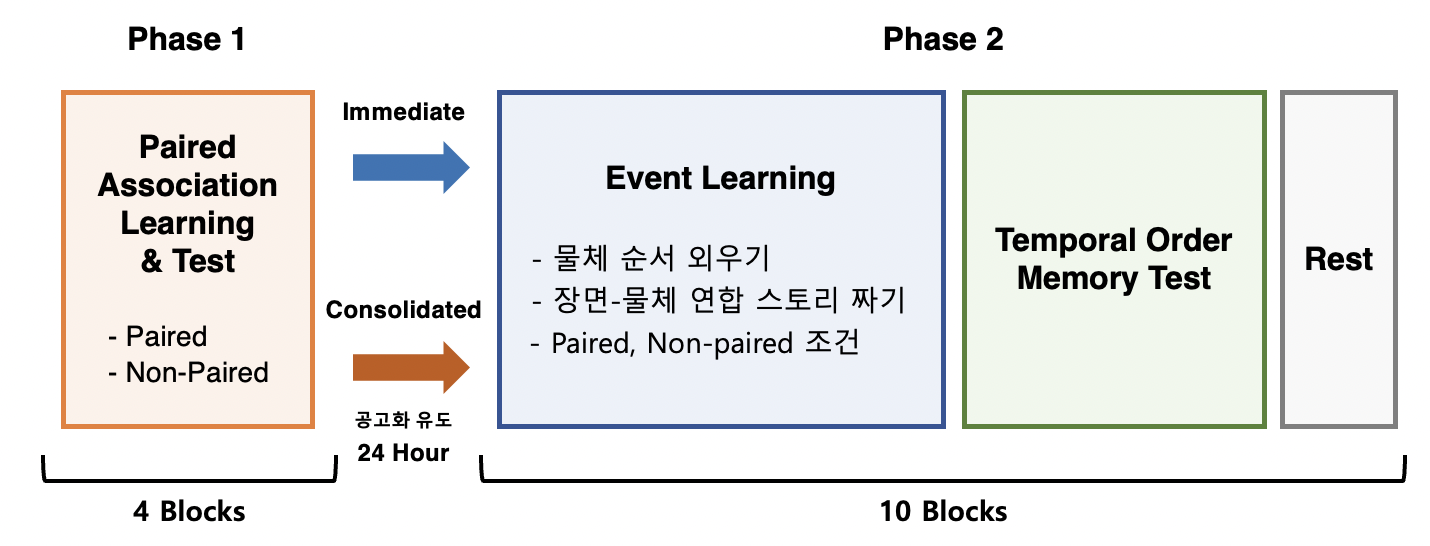 Phase 1
Phase 2
Paired
Association
Learning
& Test
- Paired
- Non-Paired
Immediate
Consolidated
공고화 유도
24 Hour
Event Learning
- 물체 순서 외우기
- 장면-물체 연합 스토리 짜기
- Paired, Non-paired 조건
Temporal Order
Memory Test
Rest
4 Blocks
10 Blocks